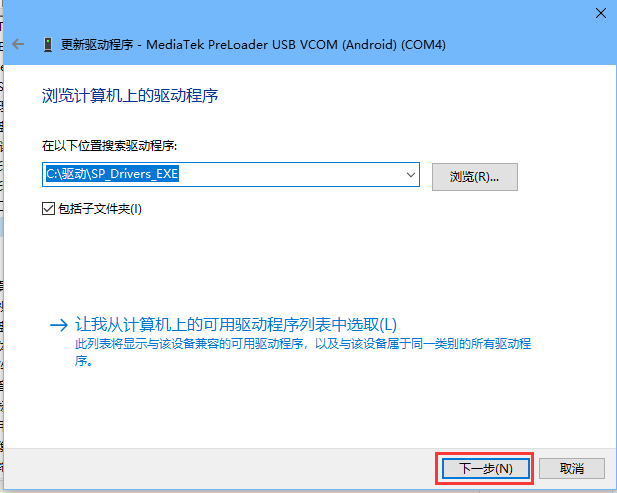 更新驱动程序 - MediaTek PreLoader USB VCOM (Android) (COM4)
浏览计算机上的驱动程序
在以下位置搜索驱动程序:
C:\驱动\SP_Drivers_EXE
浏览(R)...
包括子文件夹(I)
让我从计算机上的可用驱动程序列表中选取(L)
此列表将显示与该设备兼容的可用驱动程序，以及与该设备属于同一类别的所有驱动程
序。
下一步(N)
取消